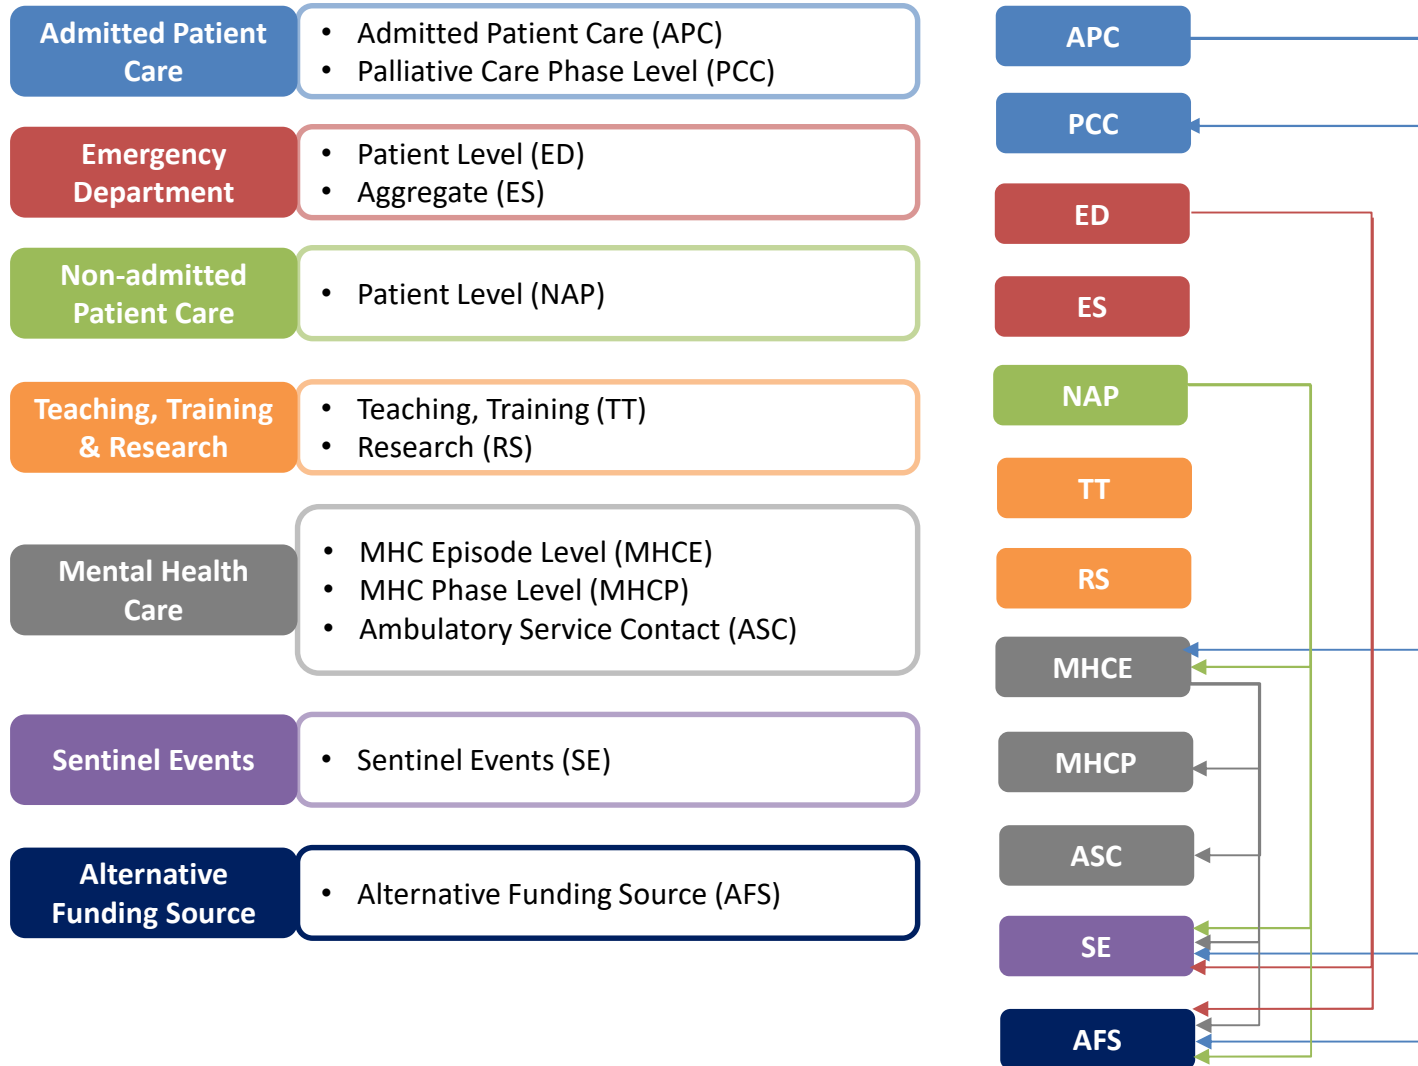 Admitted Patient
Care
• Admitted Patient Care (APC)
• Palliative Care Phase Level (PCC)
Emergency
Department
• Patient Level (ED)
• Aggregate (ES)
Non-admitted
Patient Care
• Patient Level (NAP)
Teaching, Training
& Research
• Teaching, Training (TT)
• Research (RS)
Mental Health
Care
• MHC Episode Level (MHCE)
• MHC Phase Level (MHCP)
• Ambulatory Service Contact (ASC)
Sentinel Events
• Sentinel Events (SE)
Alternative
Funding Source
• Alternative Funding Source (AFS)
APC
PCC
ED
ES
NAP
TT
RS
MHCE
MHCP
ASC
SE
AFS